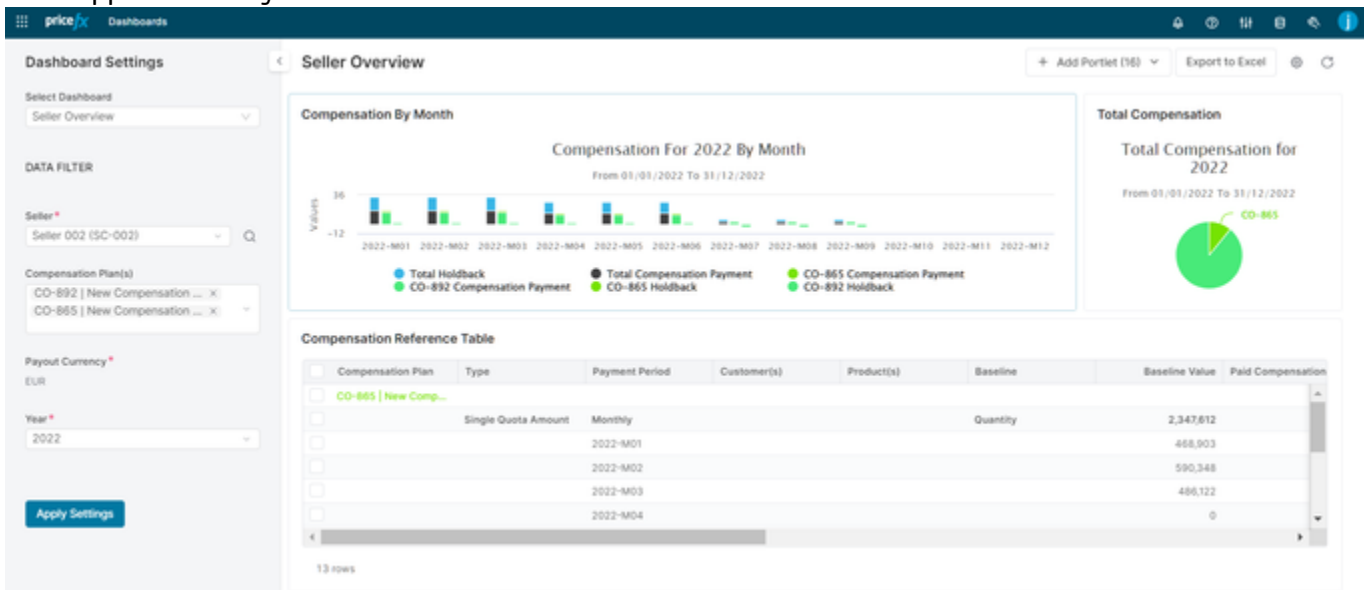 pricefx Dashboards
Dashboard Settings
Select Dashboard
Seller Overview
DATA FILTER
Seller*
Seller 002 (SC-002)
Compensation Plan(s)
CO-892 | New Compensation ... ×
CO-865 | New Compensation ... ×
Payout Currency*
EUR
Year*
2022
Apply Settings
Seller Overview
+ Add Portlet (16)
Export to Excel
j
Compensation By Month
Compensation For 2022 By Month
From 01/01/2022 To 31/12/2022
Values
36
-12
2022-M01 2022-M02 2022-M03 2022-M04 2022-M05 2022-M06 2022-M07 2022-M08 2022-M09 2022-M10 2022-M11 2022-M12
Total Holdback Total Compensation Payment CO-865 Compensation Payment
CO-892 Compensation Payment CO-865 Holdback CO-892 Holdback
Total Compensation
Total Compensation for
2022
From 01/01/2022 To 31/12/2022
CO-865
Compensation Reference Table
Compensation Plan Type Payment Period Customer(s) Product(s) Baseline Baseline Value Paid Compensation
CO-865 | New Comp...
Single Quota Amount Monthly Quantity 2,347,612
2022-M01 468,903
2022-M02 590,348
2022-M03 486,122
2022-M04 0
13 rows